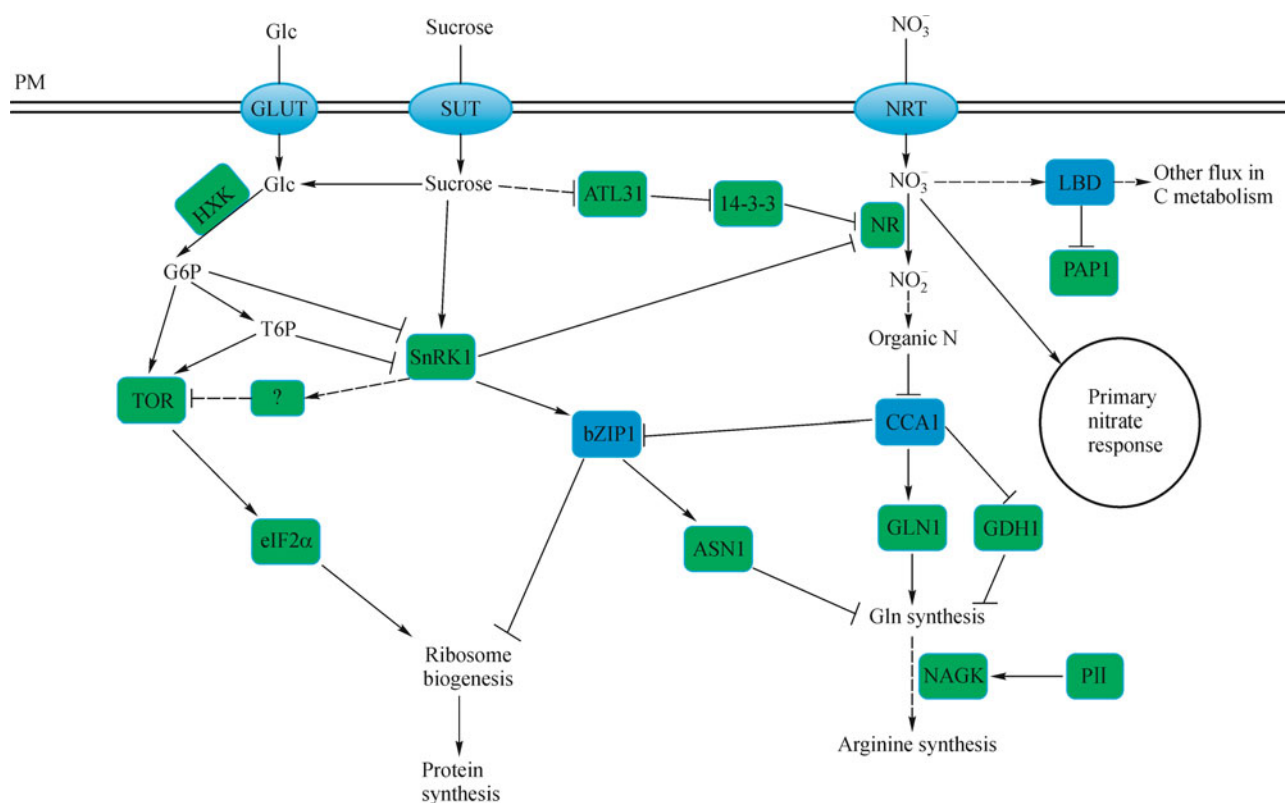 Glc
Sucrose
NO₃⁻
PM
GLUT
SUT
NRT
HXK
Glc
Sucrose
ATL31
14-3-3
NR
NO₃⁻
LBD
Other flux in
C metabolism
PAP1
G6P
T6P
NO₂⁻
Organic N
SnRK1
TOR
?
bZIP1
CCA1
Primary
nitrate
response
eIF2α
ASN1
GLN1
GDH1
Gln synthesis
Ribosome
biogenesis
NAGK
PII
Arginine synthesis
Protein
synthesis